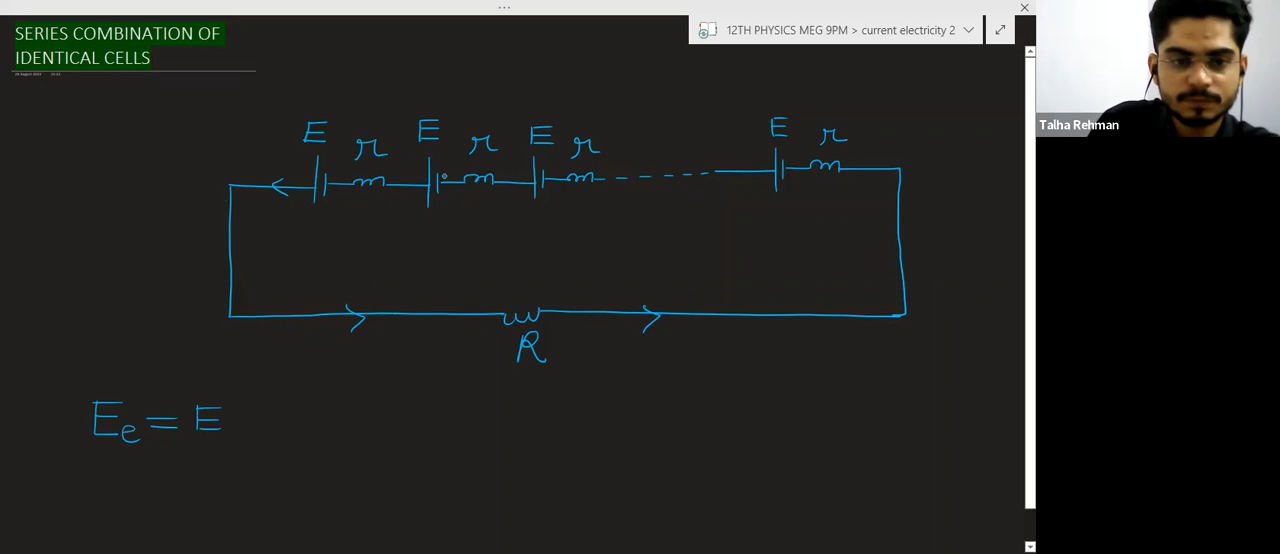 SERIES COMBINATION OF
IDENTICAL CELLS
12TH PHYSICS MEG 9PM > current electricity 2
Talha Rehman
E r E r E r E r
R
Eₑ = E